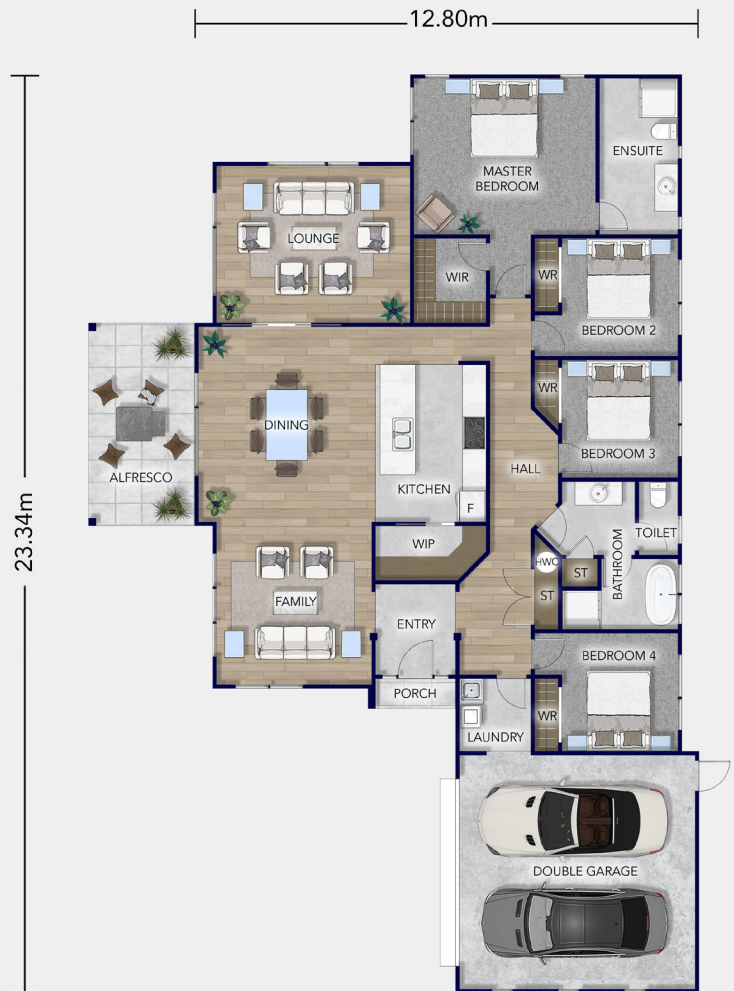 12.80m
23.34m
ENSUITE
MASTER
BEDROOM
LOUNGE
WIR
WR
BEDROOM 2
WR
DINING
BEDROOM 3
HALL
ALFRESCO
KITCHEN
F
TOILET
WIP
BATHROOM
HWC
ST
ST
FAMILY
ENTRY
BEDROOM 4
PORCH
WR
LAUNDRY
DOUBLE GARAGE